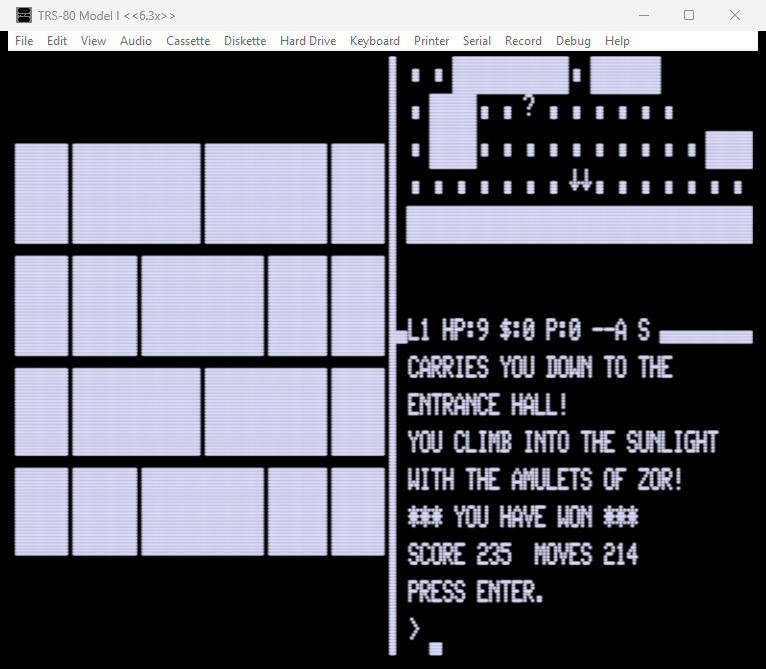 TRS-80 Model I <<6.3x>>
File Edit View Audio Cassette Diskette Hard Drive Keyboard Printer Serial Record Debug Help
?
↓↓
L1 HP:9 $:0 P:0 --A S
CARRIES YOU DOWN TO THE
ENTRANCE HALL!
YOU CLIMB INTO THE SUNLIGHT
WITH THE AMULETS OF ZOR!
*** YOU HAVE WON ***
SCORE 235 MOVES 214
PRESS ENTER.
>